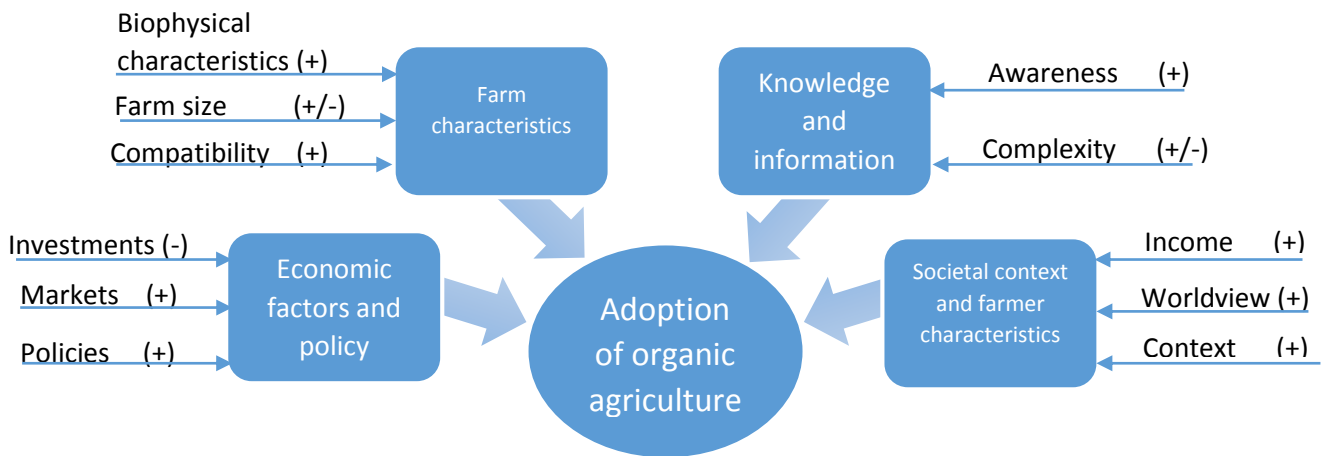 Biophysical
characteristics (+)
Farm size (+/-)
Compatibility (+)
Farm
characteristics
Knowledge
and
information
Awareness (+)
Complexity (+/-)
Investments (-)
Markets (+)
Policies (+)
Economic
factors and
policy
Adoption
of organic
agriculture
Societal context
and farmer
characteristics
Income (+)
Worldview (+)
Context (+)